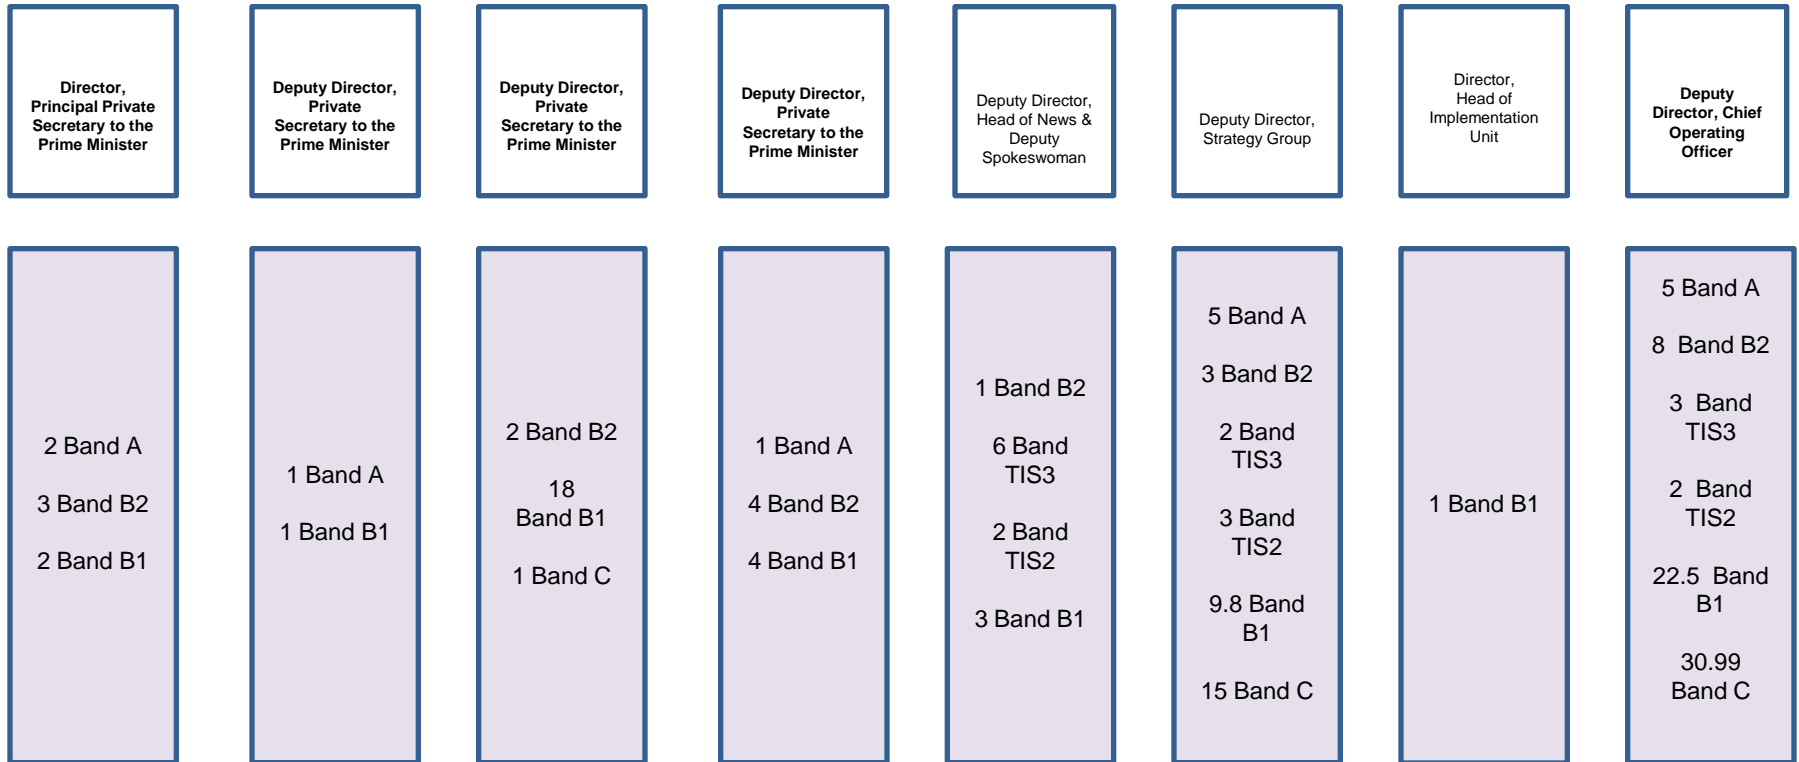 Director,
Principal Private
Secretary to the
Prime Minister
Deputy Director,
Private
Secretary to the
Prime Minister
Deputy Director,
Private
Secretary to the
Prime Minister
Deputy Director,
Private
Secretary to the
Prime Minister
Deputy Director,
Head of News &
Deputy
Spokeswoman
Deputy Director,
Strategy Group
Director,
Head of
Implementation
Unit
Deputy
Director, Chief
Operating
Officer
2 Band A
3 Band B2
2 Band B1
1 Band A
1 Band B1
2 Band B2
18
Band B1
1 Band C
1 Band A
4 Band B2
4 Band B1
1 Band B2
6 Band
TIS3
2 Band
TIS2
3 Band B1
5 Band A
3 Band B2
2 Band
TIS3
3 Band
TIS2
9.8 Band
B1
15 Band C
1 Band B1
5 Band A
8 Band B2
3 Band
TIS3
2 Band
TIS2
22.5 Band
B1
30.99
Band C